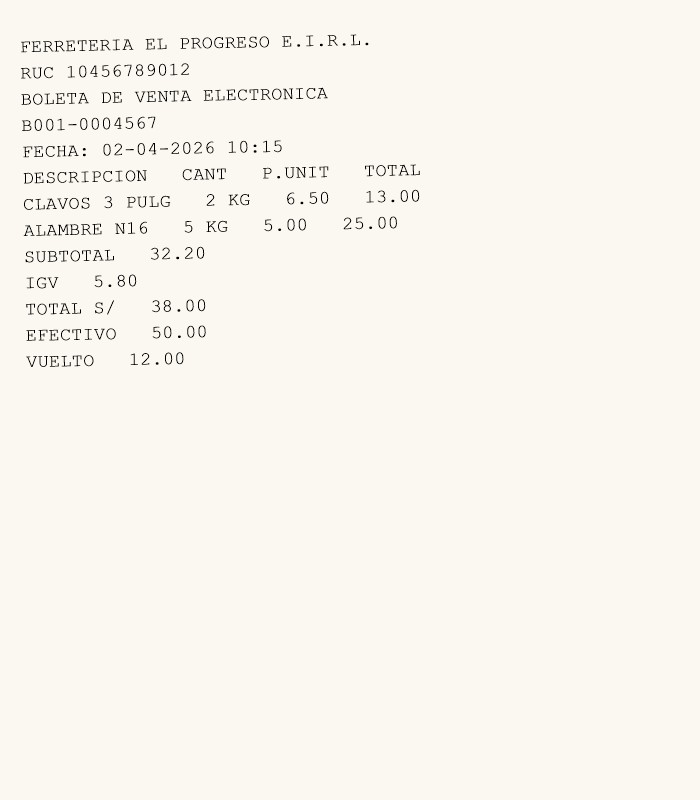 FERRETERIA EL PROGRESO E.I.R.L.
RUC 10456789012
BOLETA DE VENTA ELECTRONICA
B001-0004567
FECHA: 02-04-2026 10:15
DESCRIPCION   CANT   P.UNIT   TOTAL
CLAVOS 3 PULG   2 KG   6.50   13.00
ALAMBRE N16   5 KG   5.00   25.00
SUBTOTAL   32.20
IGV   5.80
TOTAL S/   38.00
EFECTIVO   50.00
VUELTO   12.00